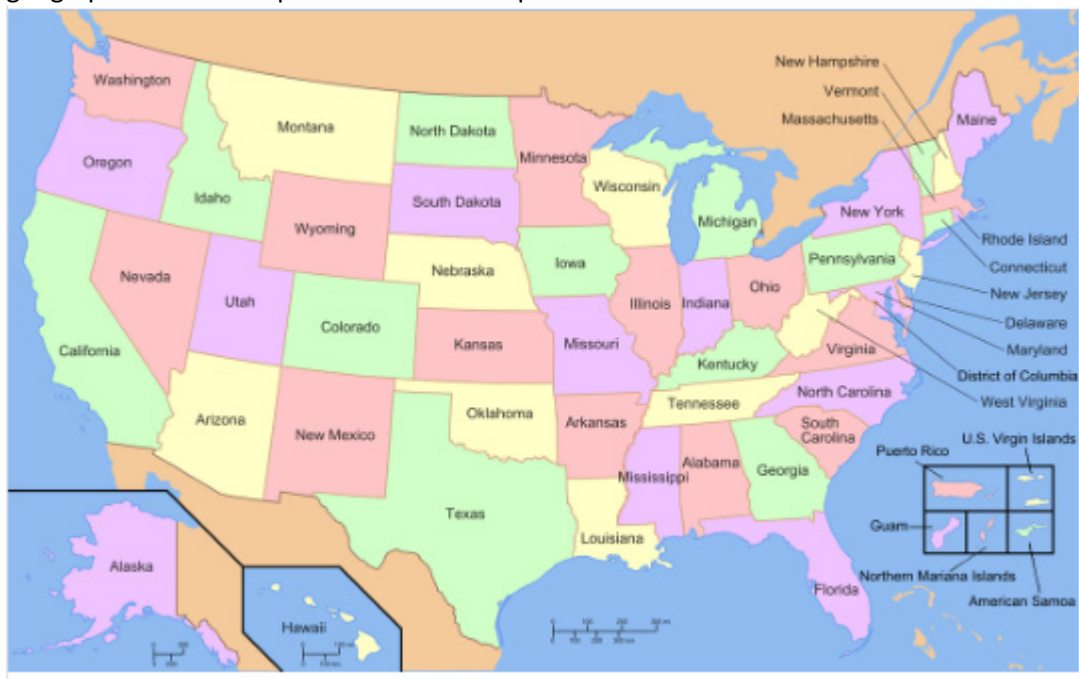 Washington
Montana
North Dakota
Minnesota
Oregon
Idaho
Wyoming
South Dakota
Wisconsin
Michigan
New Hampshire
Vermont
Massachusetts
Maine
New York
Rhode Island
Connecticut
New Jersey
Delaware
Maryland
District of Columbia
West Virginia
Nevada
Utah
Colorado
Nebraska
Iowa
Illinois
Indiana
Ohio
Pennsylvania
California
Kansas
Missouri
Kentucky
Virginia
Arizona
New Mexico
Oklahoma
Arkansas
Tennessee
North Carolina
South
Carolina
Texas
Louisiana
Mississippi
Alabama
Georgia
Florida
Alaska
Hawaii
U.S. Virgin Islands
Puerto Rico
Guam
Northern Mariana Islands
American Samoa